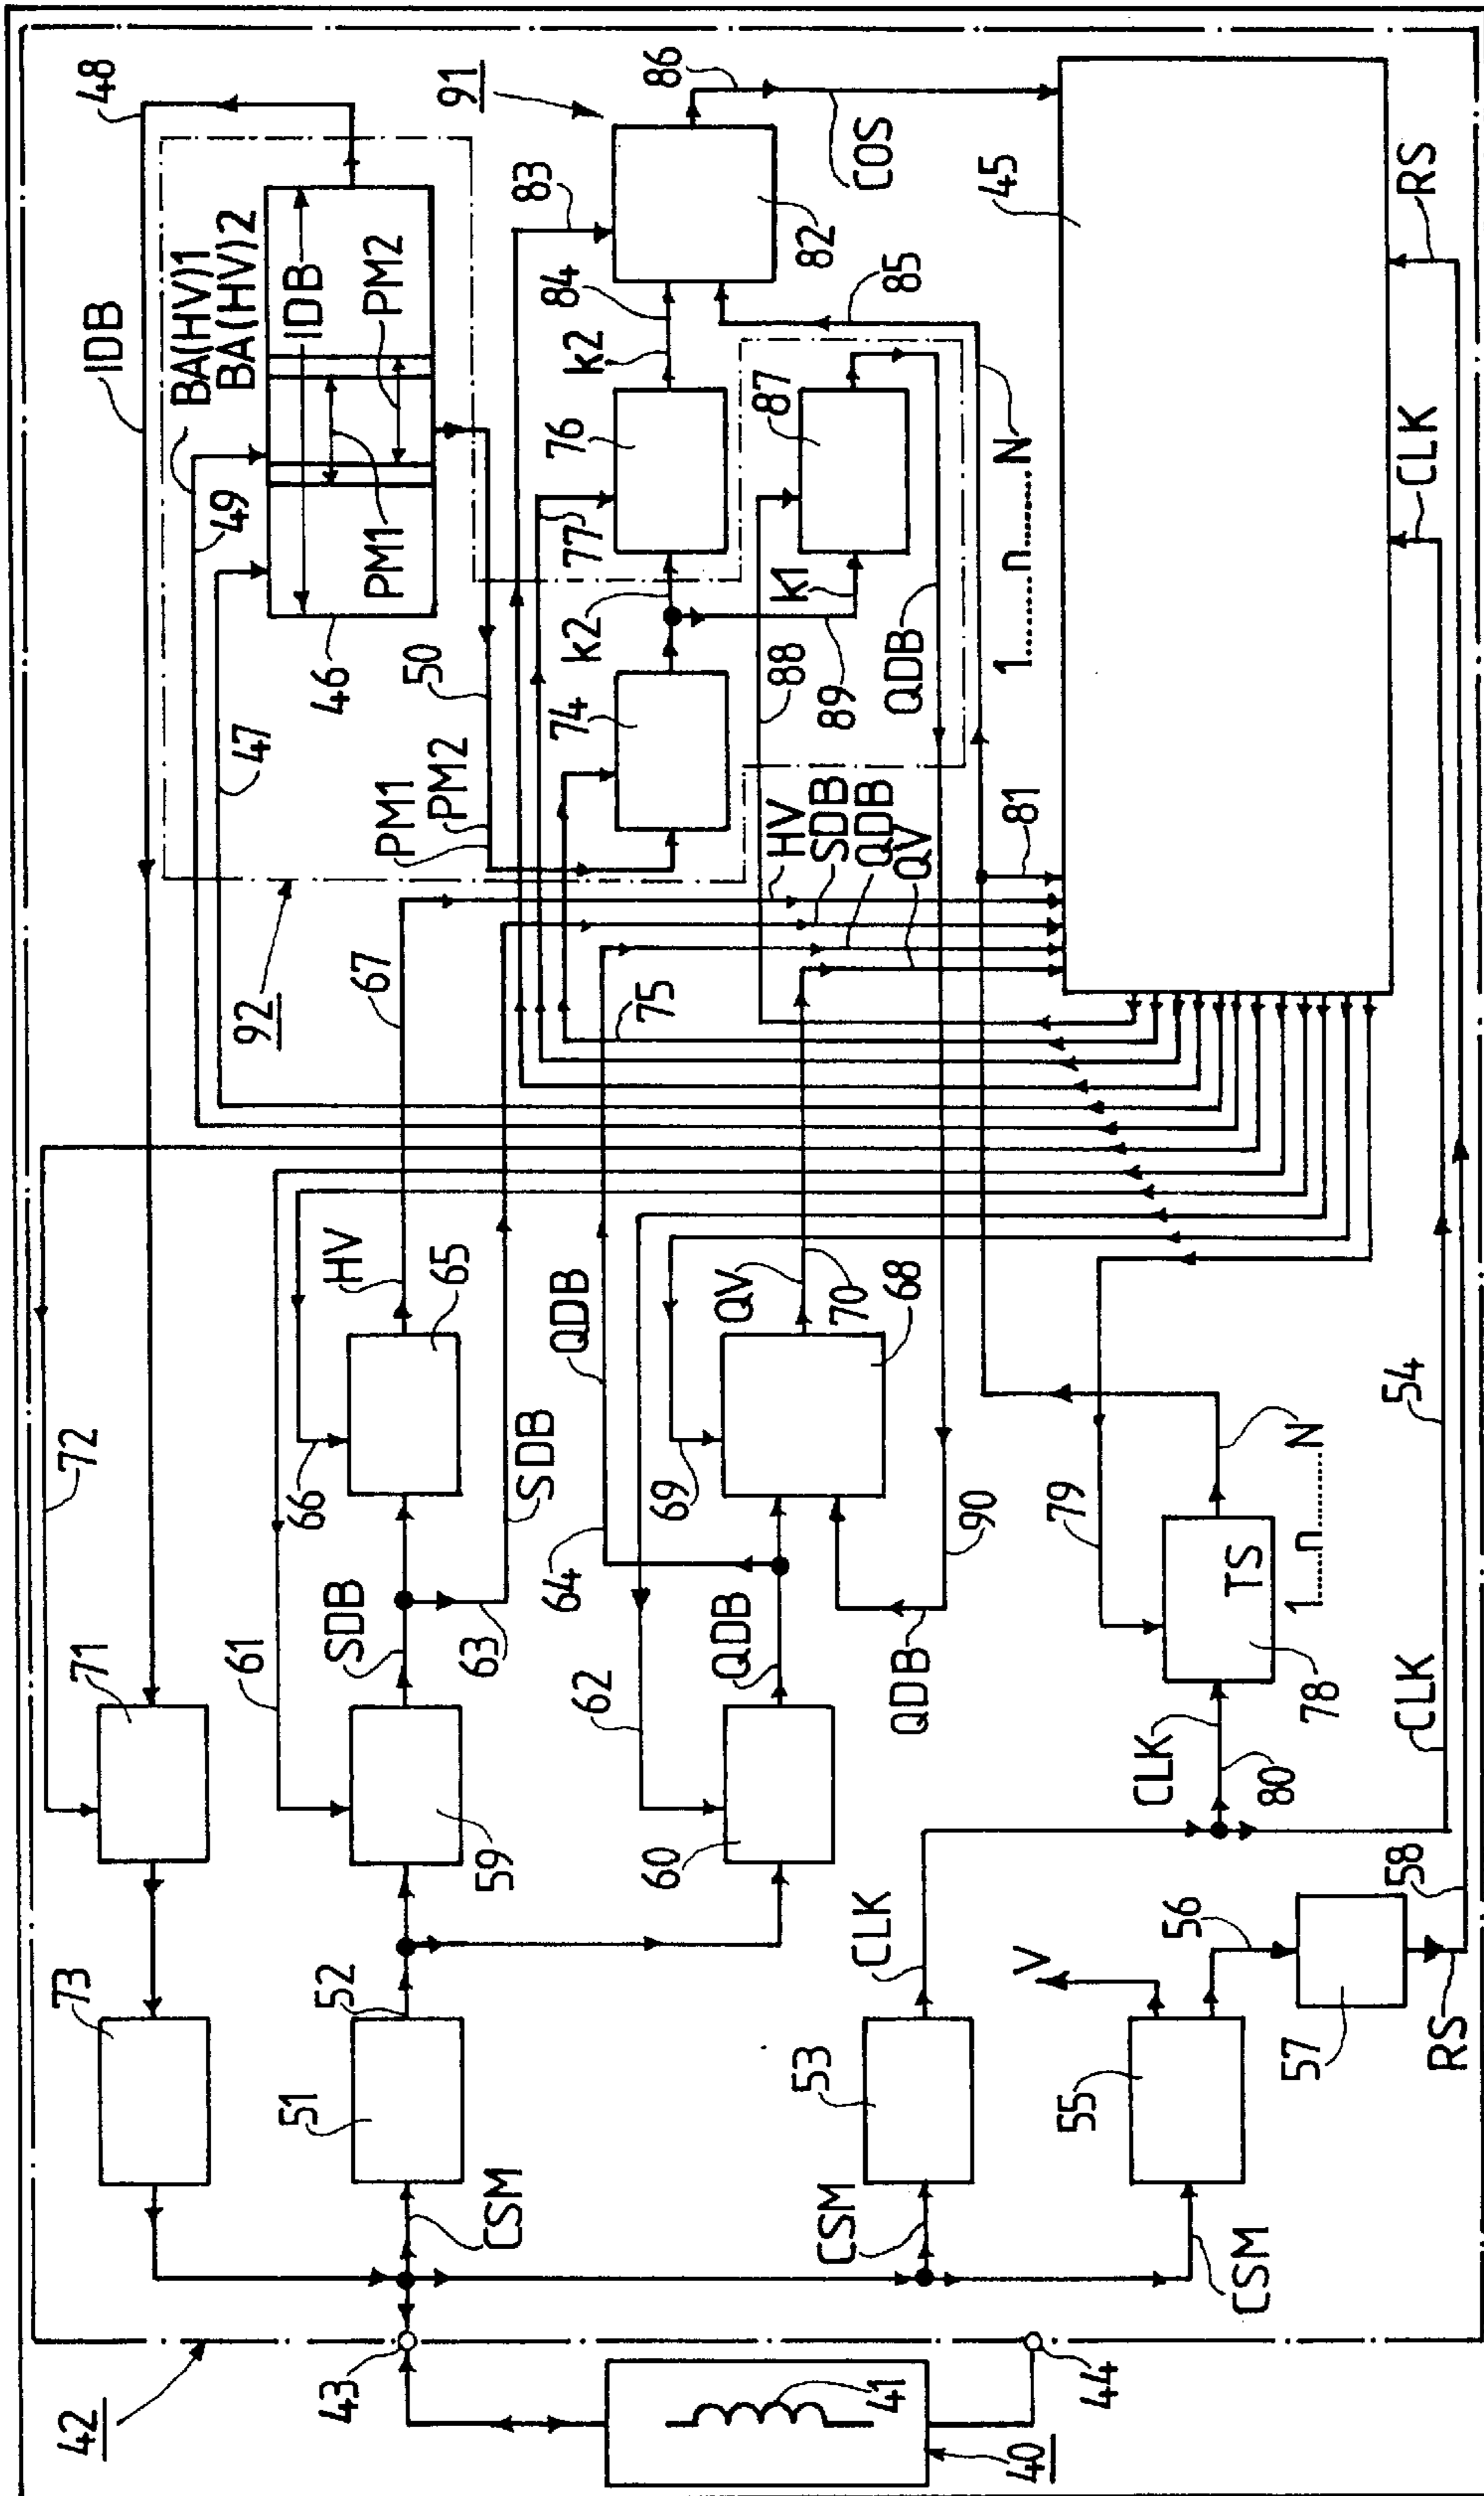 42
40
41
43
44
CSM
CSM
CSM
73
51
52
53
55
V
56
57
RS
58
CLK
71
72
61
59
SDB
63
SDB
60
62
QDB
64
QDB
QDB
90
CLK
80
78
TS
1......n......N
79
CLK
54
66
65
HV
67
69
68
QV
70
92
75
HV
SDB
QDB
QV
81
PM1
PM2
50
74
k2
77
76
k2
84
83
82
85
86
COS
91
k1
89
88
87
QDB
1......n......N
45
CLK
RS
46
47
49
BA(HV)1
BA(HV)2
IDB
PM1
PM2
IDB
48